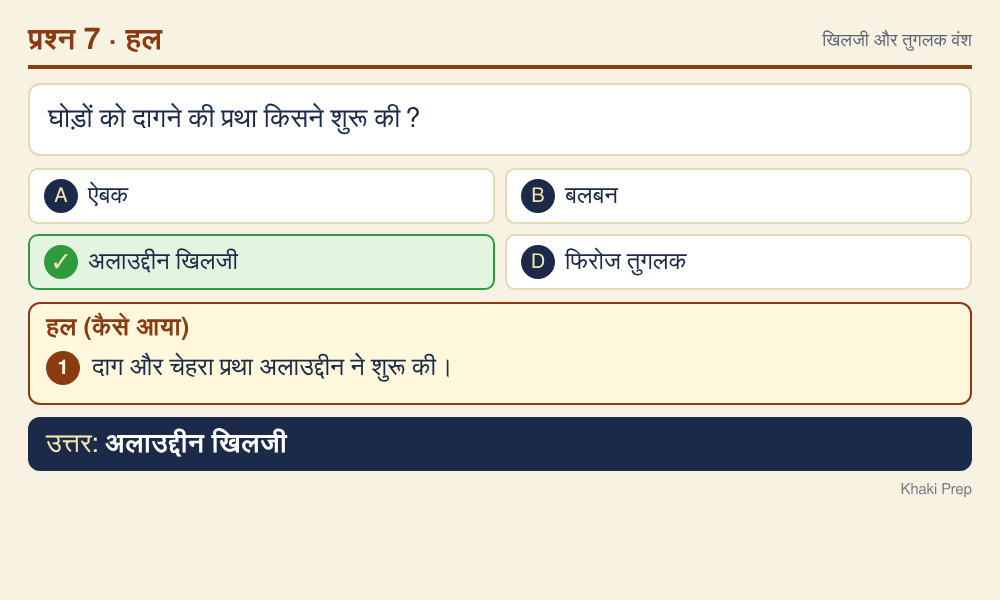 प्रश्न 7 · हल
खिलजी और तुगलक वंश
घोड़ों को दागने की प्रथा किसने शुरू की ?
A ऐबक
B बलबन
✓ अलाउद्दीन खिलजी
D फिरोज तुगलक
हल (कैसे आया)
1 दाग और चेहरा प्रथा अलाउद्दीन ने शुरू की।
उत्तर: अलाउद्दीन खिलजी
Khaki Prep